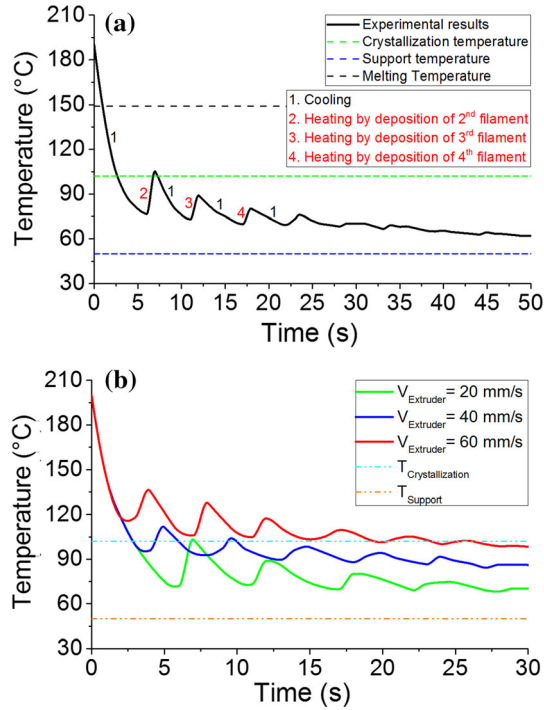 (a)
Experimental results
Crystallization temperature
Support temperature
Melting Temperature
1. Cooling
2. Heating by deposition of 2nd filament
3. Heating by deposition of 3rd filament
4. Heating by deposition of 4th filament
Temperature (°C)
210
180
150
120
90
60
30
1
2
1
3
1
4
1
0 5 10 15 20 25 30 35 40 45 50
Time (s)
(b)
VExtruder = 20 mm/s
VExtruder = 40 mm/s
VExtruder = 60 mm/s
TCrystallization
TSupport
Temperature (°C)
210
180
150
120
90
60
30
0 5 10 15 20 25 30
Time (s)